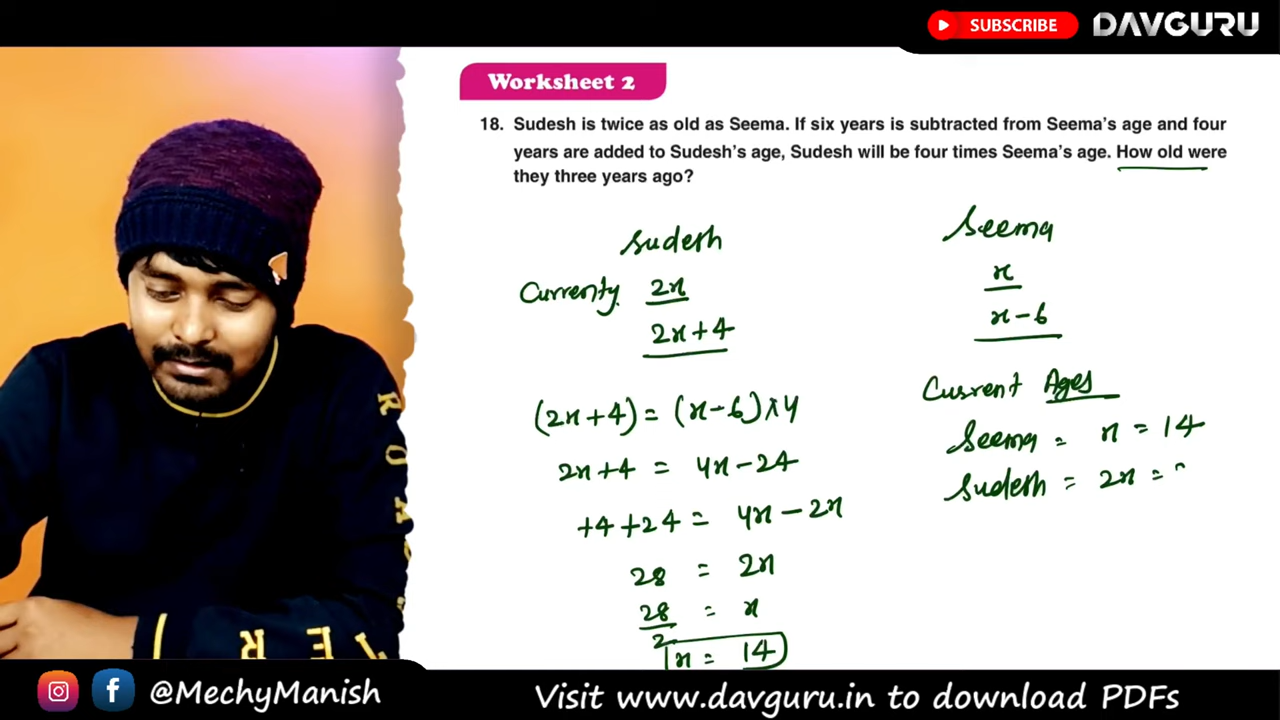 SUBSCRIBE DAVGURU
Worksheet 2
18. Sudesh is twice as old as Seema. If six years is subtracted from Seema's age and four
years are added to Sudesh's age, Sudesh will be four times Seema's age. How old were
they three years ago?
Sudesh
Seema
Currenty 2x
x
2x+4
x-6
(2x+4) = (x-6)x4
2x+4 = 4x-24
+4+24 = 4x-2x
28 = 2x
28/2 = x
x = 14
Current Ages
Seema = x = 14
Sudesh = 2x =
@MechyManish
Visit www.davguru.in to download PDFs